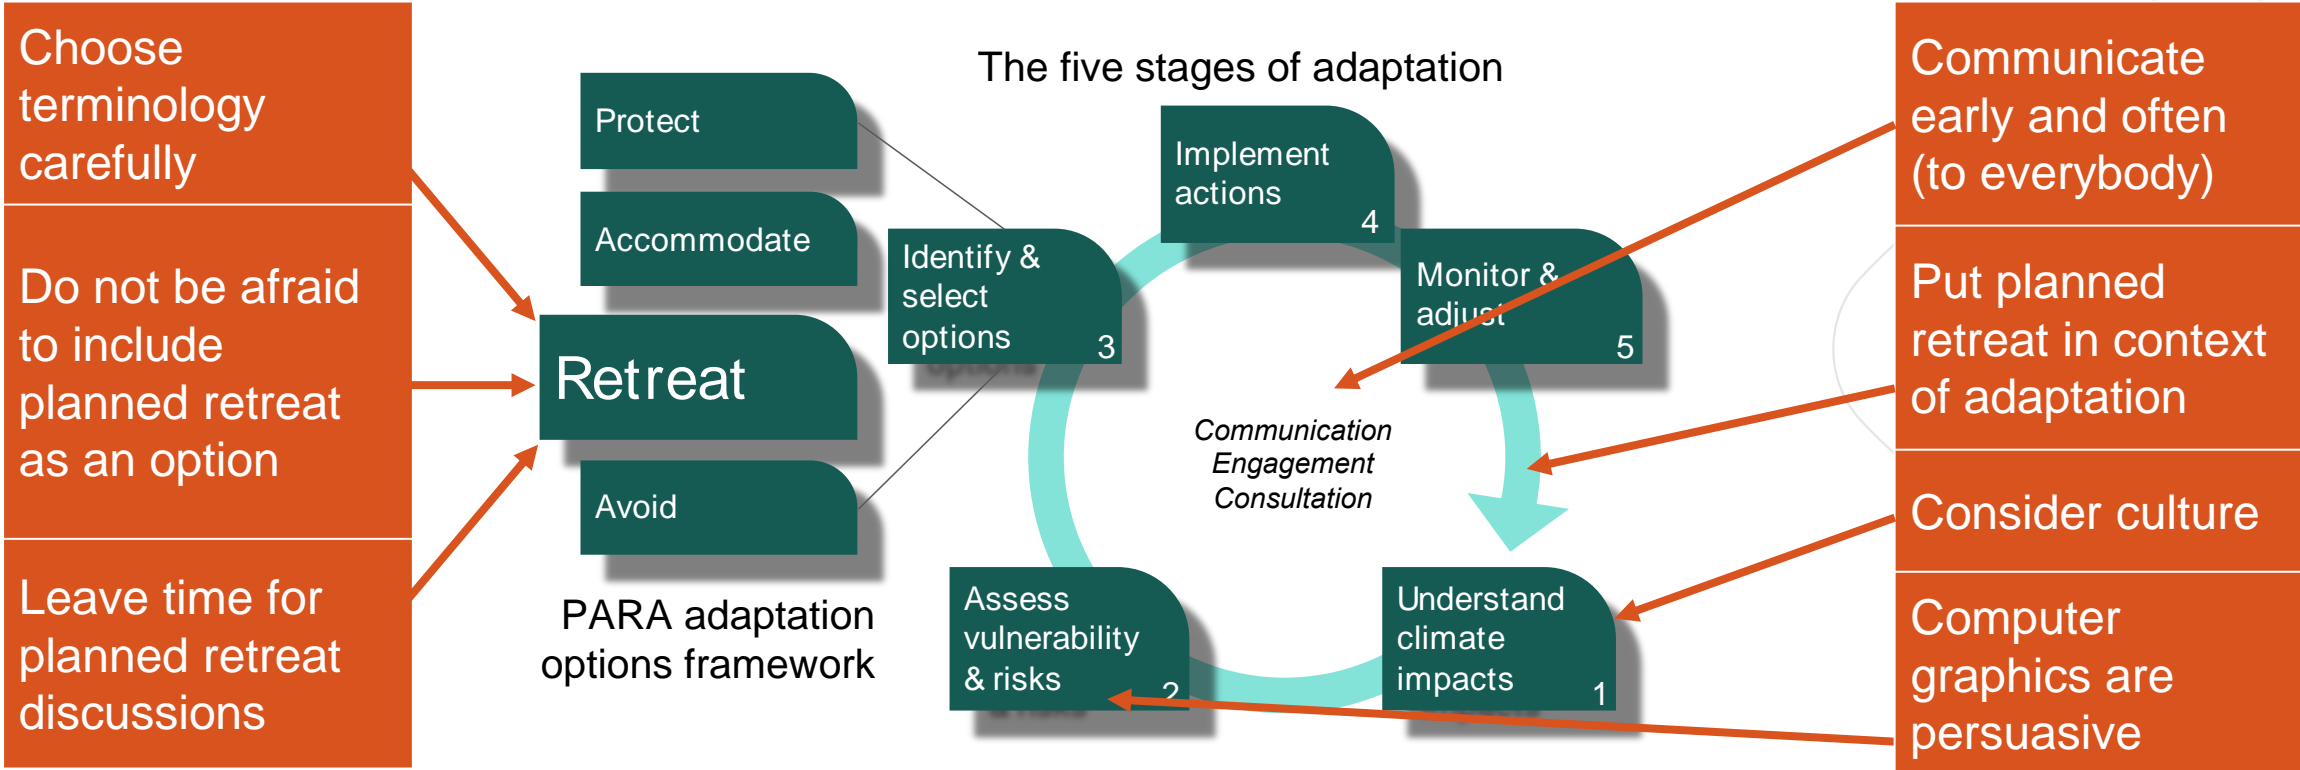 Choose
terminology
carefully
Do not be afraid
to include
planned retreat
as an option
Leave time for
planned retreat
discussions
Protect
Accommodate
Retreat
Avoid
PARA adaptation
options framework
The five stages of adaptation
Implement
actions
4
Identify &
select
options
3
Monitor &
adjust
5
Communication
Engagement
Consultation
Assess
vulnerability
& risks
2
Understand
climate
impacts
1
Communicate
early and often
(to everybody)
Put planned
retreat in context
of adaptation
Consider culture
Computer
graphics are
persuasive